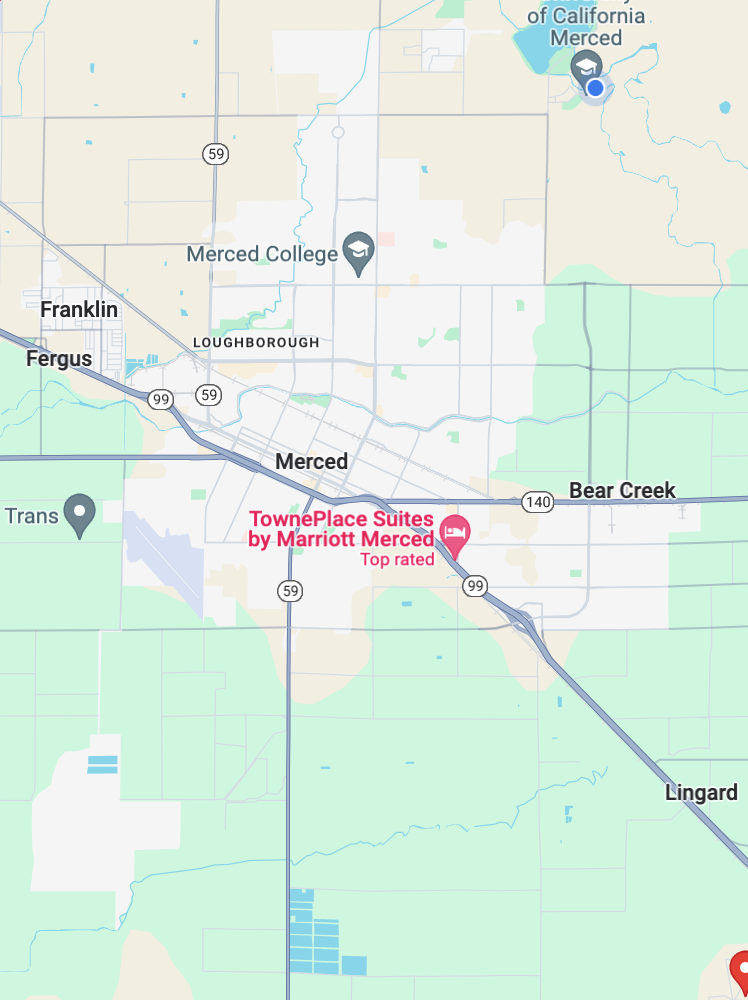 of California
Merced
59
Merced College
Franklin
LOUGHBOROUGH
Fergus
99
59
Merced
Bear Creek
140
Trans
TownePlace Suites
by Marriott Merced
Top rated
99
59
Lingard